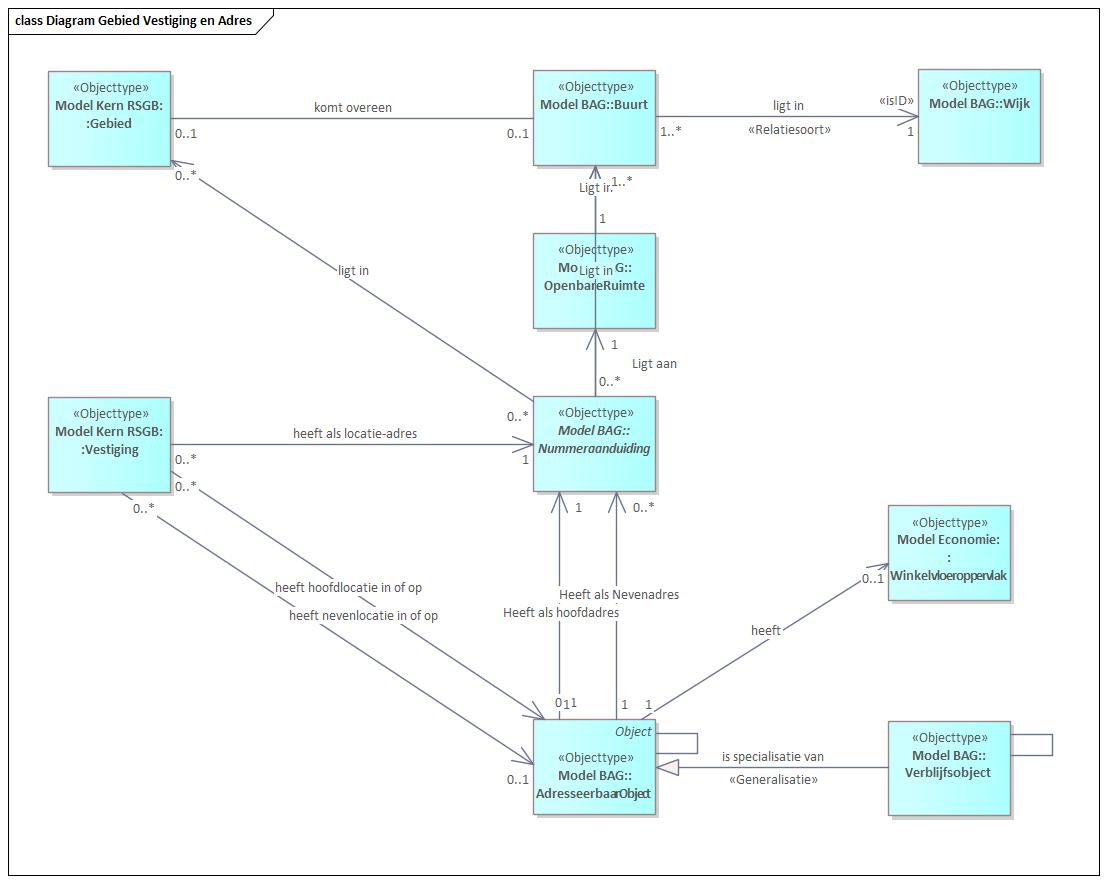 class Diagram Gebied Vestiging en Adres
«Objecttype»
Model Kern RSGB:
:Gebied
0..1
komt overeen
0..1
«Objecttype»
Model BAG::Buurt
1..*
ligt in
«Relatiesoort»
«isID»
1
«Objecttype»
Model BAG::Wijk
0..*
Ligt in
1..*
1
«Objecttype»
G::
OpenbareRuimte
Ligt in
ligt in
1
Ligt aan
0..*
0..*
«Objecttype»
Model BAG::
Nummeraanduiding
«Objecttype»
Model Kern RSGB:
:Vestiging
heeft als locatie-adres
0..*
1
0..*
0..*
1
0..*
«Objecttype»
Model Economie:
:
Winkelvloeroppervlak
0..1
heeft hoofdlocatie in of op
heeft nevenlocatie in of op
Heeft als Nevenadres
Heeft als hoofdadres
heeft
1
1
0..1
Object
«Objecttype»
Model BAG::
AdresseerbaarObject
is specialisatie van
«Generalisatie»
«Objecttype»
Model BAG::
Verblijfsobject